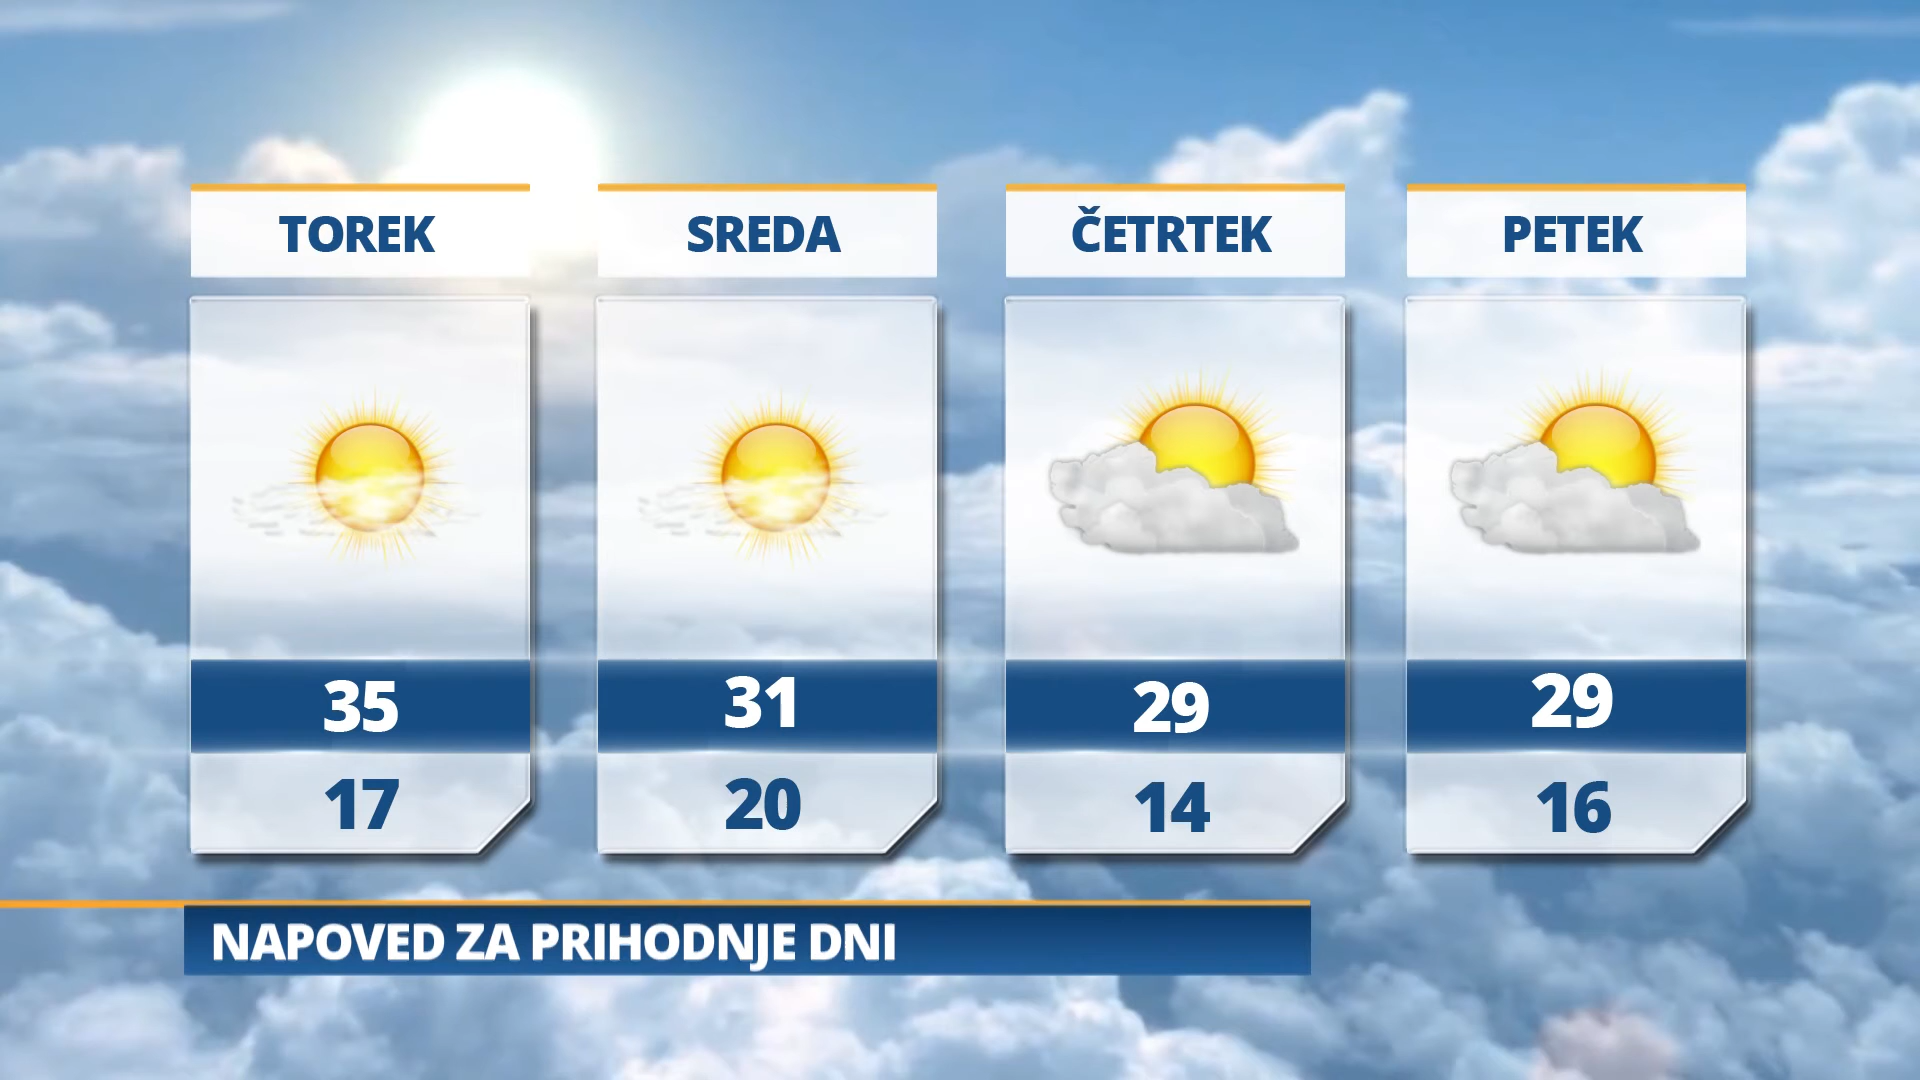 TOREK SREDA ČETRTEK PETEK
35 31 29 29
17 20 14 16
NAPOVED ZA PRIHODNJE DNI